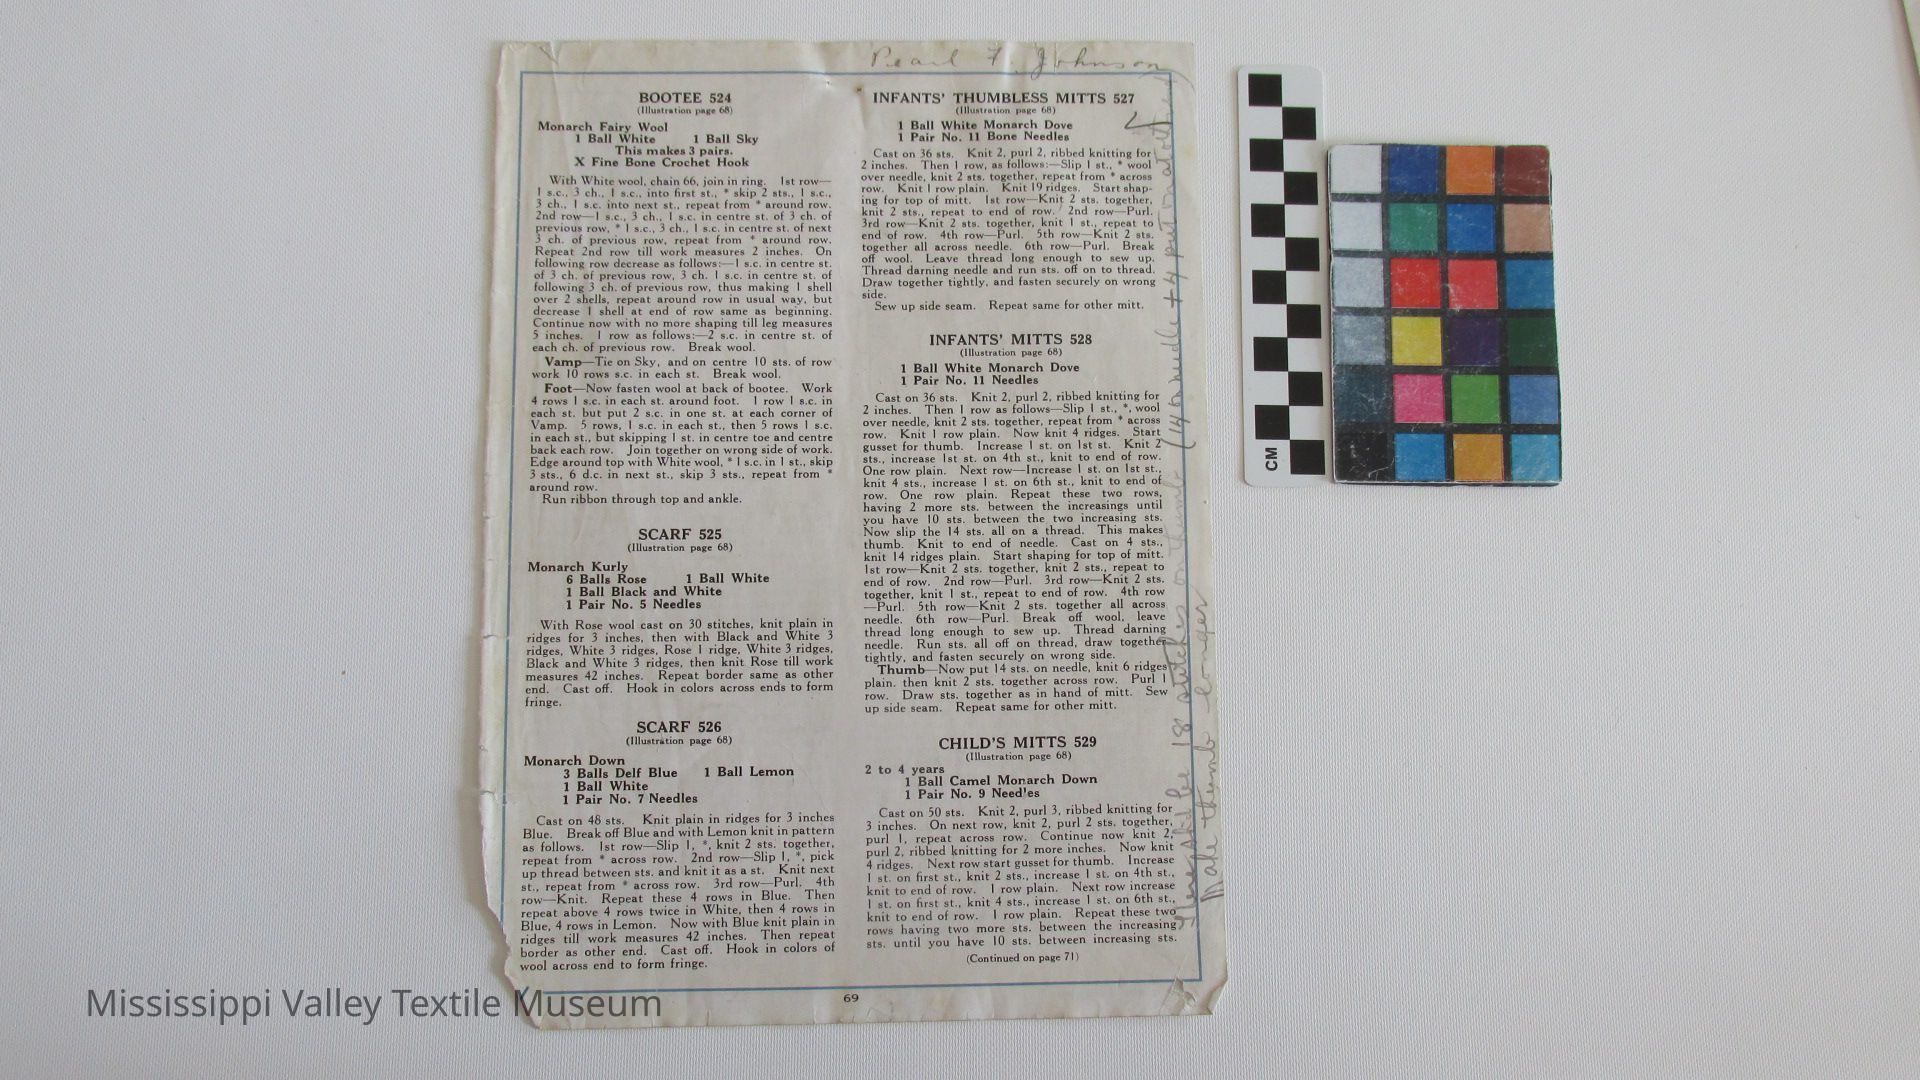 Pearl F. Johnson
BOOTEE 524
(Illustration page 68)
Monarch Fairy Wool
1 Ball White 1 Ball Sky
This makes 3 pairs.
X Fine Bone Crochet Hook
With White wool, chain 66, join in ring. 1st row—
1 s.c., 3 ch., 1 s.c., into first st., * skip 2 sts., 1 s.c.,
3 ch., 1 s.c. into next st., repeat from * around row.
2nd row—1 s.c., 3 ch., 1 s.c. in centre st. of 3 ch. of
previous row, * 1 s.c., 3 ch., 1 s.c. in centre st. of next
3 ch. of previous row, repeat from * around row.
Repeat 2nd row till work measures 2 inches. On
following row decrease as follows:—1 s.c. in centre st.
of 3 ch. of previous row, 3 ch. 1 s.c. in centre st. of
following 3 ch. of previous row, thus making 1 shell
over 2 shells, repeat around row in usual way, but
decrease 1 shell at end of row same as beginning.
Continue now with no more shaping till leg measures
5 inches. 1 row as follows:—2 s.c. in centre st. of
each ch. of previous row. Break wool.
Vamp—Tie on Sky, and on centre 10 sts. of row
work 10 rows s.c. in each st. Break wool.
Foot—Now fasten wool at back of bootee. Work
4 rows 1 s.c. in each st. around foot. 1 row 1 s.c. in
each st. but put 2 s.c. in one st. at each corner of
Vamp. 5 rows, 1 s.c. in each st., then 5 rows 1 s.c.
in each st., but skipping 1 st. in centre toe and centre
back each row. Join together on wrong side of work.
Edge around top with White wool, * 1 s.c. in 1 st., skip
3 sts., 6 d.c. in next st., skip 3 sts., repeat from *
around row.
Run ribbon through top and ankle.
SCARF 525
(Illustration page 68)
Monarch Kurly
6 Balls Rose 1 Ball White
1 Ball Black and White
1 Pair No. 5 Needles
With Rose wool cast on 30 stitches, knit plain in
ridges for 3 inches, then with Black and White 3
ridges, White 3 ridges, Rose 1 ridge, White 3 ridges,
Black and White 3 ridges, then knit Rose till work
measures 42 inches. Repeat border same as other
end. Cast off. Hook in colors across ends to form
fringe.
SCARF 526
(Illustration page 68)
Monarch Down
3 Balls Delf Blue 1 Ball Lemon
1 Ball White
1 Pair No. 7 Needles
Cast on 48 sts. Knit plain in ridges for 3 inches
Blue. Break off Blue and with Lemon knit in pattern
as follows. 1st row—Slip 1, *, knit 2 sts. together,
repeat from * across row. 2nd row—Slip 1, *, pick
up thread between sts. and knit it as a st. Knit next
st., repeat from * across row. 3rd row—Purl. 4th
row—Knit. Repeat these 4 rows in Blue. Then
repeat above 4 rows twice in White, then 4 rows in
Blue, 4 rows in Lemon. Now with Blue knit plain in
ridges till work measures 42 inches. Then repeat
border as other end. Cast off. Hook in colors of
wool across end to form fringe.
INFANTS' THUMBLESS MITTS 527
(Illustration page 68)
1 Ball White Monarch Dove
1 Pair No. 11 Bone Needles
Cast on 36 sts. Knit 2, purl 2, ribbed knitting for
2 inches. Then 1 row, as follows:—Slip 1 st., * wool
over needle, knit 2 sts. together, repeat from * across
row. Knit 1 row plain. Knit 19 ridges. Start shap-
ing for top of mitt. 1st row—Knit 2 sts. together,
knit 2 sts., repeat to end of row. 2nd row—Purl.
3rd row—Knit 2 sts. together, knit 1 st., repeat to
end of row. 4th row—Purl. 5th row—Knit 2 sts.
together all across needle. 6th row—Purl. Break
off wool. Leave thread long enough to sew up.
Thread darning needle and run sts. off on to thread.
Draw together tightly, and fasten securely on wrong
side.
Sew up side seam. Repeat same for other mitt.
INFANTS' MITTS 528
(Illustration page 68)
1 Ball White Monarch Dove
1 Pair No. 11 Needles
Cast on 36 sts. Knit 2, purl 2, ribbed knitting for
2 inches. Then 1 row as follows—Slip 1 st., *, wool
over needle, knit 2 sts. together, repeat from * across
row. Knit 1 row plain. Now knit 4 ridges. Start
gusset for thumb. Increase 1 st. on 1st st. Knit 2
sts., increase 1st st. on 4th st., knit to end of row.
One row plain. Next row—Increase 1 st. on 1st st.,
knit 4 sts., increase 1 st. on 6th st., knit to end of
row. One row plain. Repeat these two rows,
having 2 more sts. between the increasings until
you have 10 sts. between the two increasing sts.
Now slip the 14 sts. all on a thread. This makes
thumb. Knit to end of needle. Cast on 4 sts.,
knit 14 ridges plain. Start shaping for top of mitt.
1st row—Knit 2 sts. together, knit 2 sts., repeat to
end of row. 2nd row—Purl. 3rd row—Knit 2 sts.
together, knit 1 st., repeat to end of row. 4th row
—Purl. 5th row—Knit 2 sts. together all across
needle. 6th row—Purl. Break off wool, leave
thread long enough to sew up. Thread darning
needle. Run sts. all off on thread, draw together
tightly, and fasten securely on wrong side.
Thumb—Now put 14 sts. on needle, knit 6 ridges
plain. then knit 2 sts. together across row. Purl 1
row. Draw sts. together as in hand of mitt. Sew
up side seam. Repeat same for other mitt.
CHILD'S MITTS 529
(Illustration page 68)
2 to 4 years
1 Ball Camel Monarch Down
1 Pair No. 9 Needles
Cast on 50 sts. Knit 2, purl 3, ribbed knitting for
3 inches. On next row, knit 2, purl 2 sts. together,
purl 1, repeat across row. Continue now knit 2,
purl 2, ribbed knitting for 2 more inches. Now knit
4 ridges. Next row start gusset for thumb. Increase
1 st. on first st., knit 2 sts., increase 1 st. on 4th st.,
knit to end of row. 1 row plain. Next row increase
1 st. on first st., knit 4 sts., increase 1 st. on 6th st.,
knit to end of row. 1 row plain. Repeat these two
rows having two more sts. between the increasing
sts. until you have 10 sts. between increasing sts.
(Continued on page 71)
be 18 stitches on thumb (14 on needle + 4 put on at
Make thumb longer
69
CM
Mississippi Valley Textile Museum